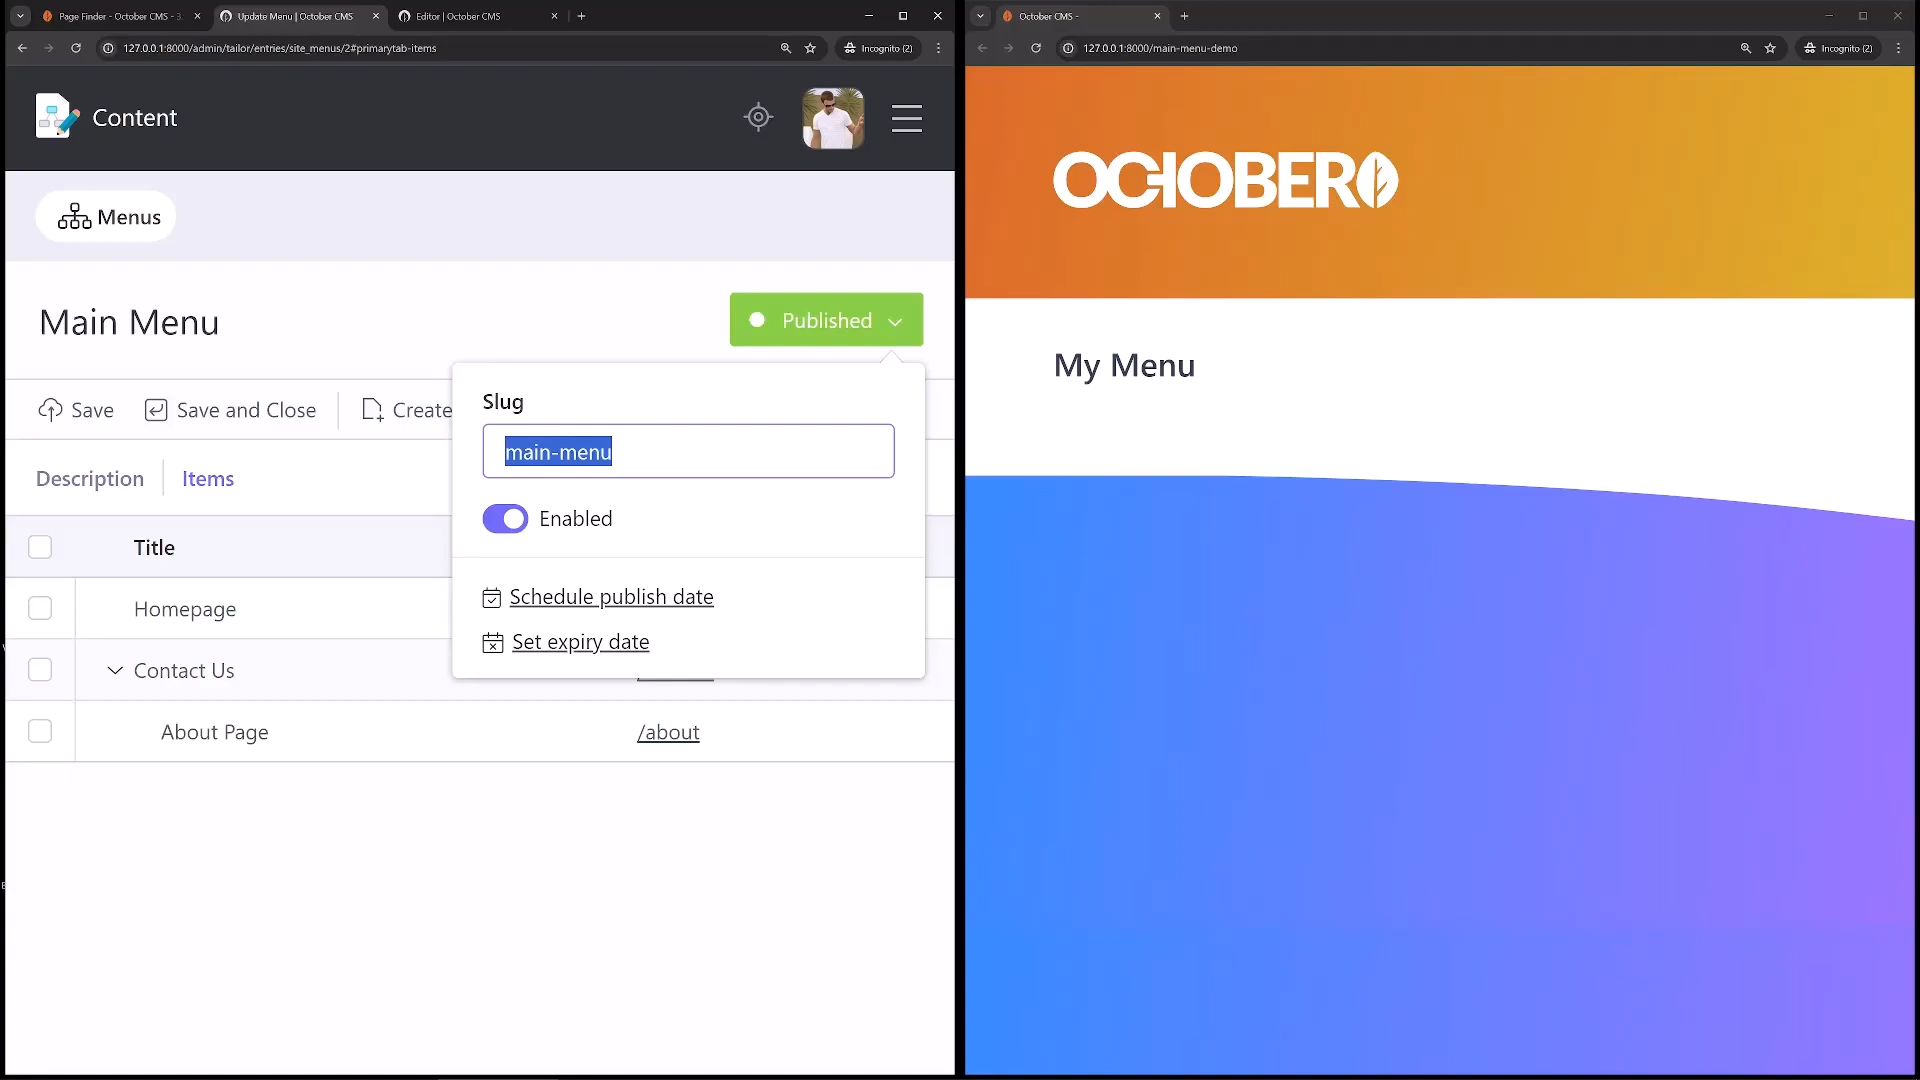 Page Finder - October CMS - 3.
Update Menu | October CMS
Editor | October CMS
127.0.0.1:8000/admin/tailor/entries/site_menus/2#primarytab-items
Incognito (2)
Content
Menus
Main Menu
Published
Save
Save and Close
Create
Slug
main-menu
Enabled
Schedule publish date
Set expiry date
Description
Items
Title
Homepage
Contact Us
About Page
/about
October CMS -
127.0.0.1:8000/main-menu-demo
Incognito (2)
OCTOBER
My Menu